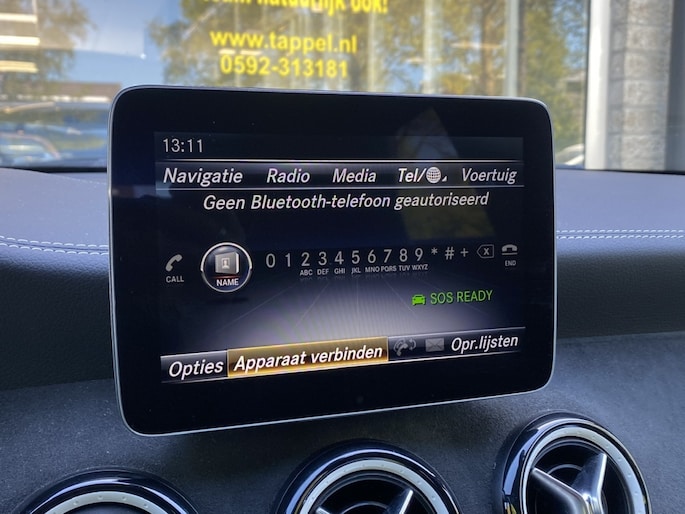 natuurlijk ook!
www.tappel.nl
0592-313181
13:11
Navigatie Radio Media Tel/ Voertuig
Geen Bluetooth-telefoon geautoriseerd
CALL NAME 0 1 2 3 4 5 6 7 8 9 * # + X END
ABC DEF GHI JKL MNO PQRS TUV WXYZ
SOS READY
Opties Apparaat verbinden Opr.lijsten